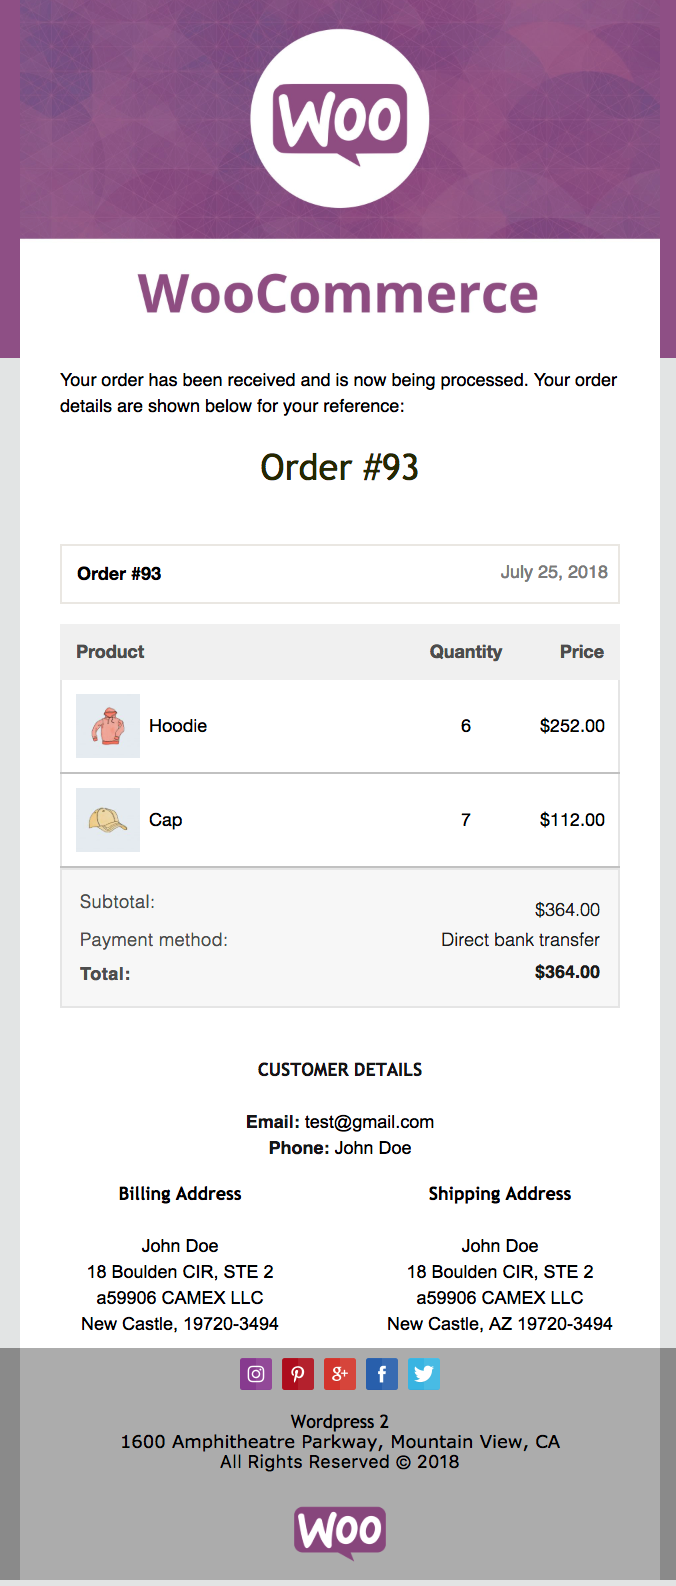 Woo
WooCommerce
Your order has been received and is now being processed. Your order
details are shown below for your reference:
Order #93
Order #93 July 25, 2018
Product Quantity Price
Hoodie 6 $252.00
Cap 7 $112.00
Subtotal: $364.00
Payment method: Direct bank transfer
Total: $364.00
CUSTOMER DETAILS
Email: test@gmail.com
Phone: John Doe
Billing Address
John Doe
18 Boulden CIR, STE 2
a59906 CAMEX LLC
New Castle, 19720-3494
Shipping Address
John Doe
18 Boulden CIR, STE 2
a59906 CAMEX LLC
New Castle, AZ 19720-3494
g+ f
Wordpress 2
1600 Amphitheatre Parkway, Mountain View, CA
All Rights Reserved © 2018
Woo